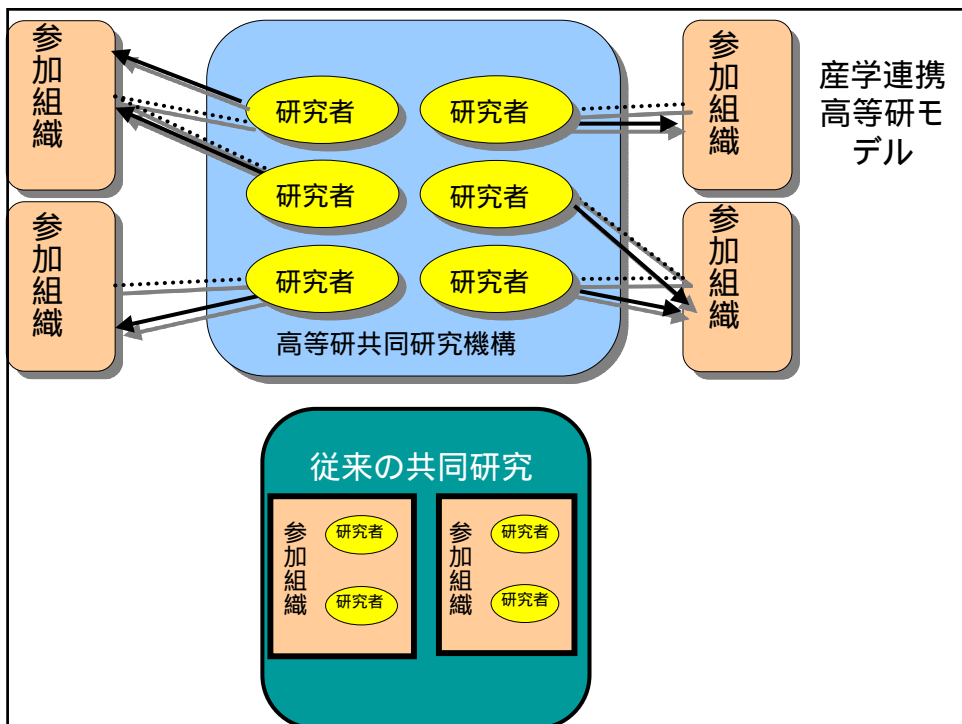 参加組織
研究者
研究者
参加組織
産学連携
高等研モ
デル
研究者
研究者
参加組織
研究者
研究者
参加組織
高等研共同研究機構
従来の共同研究
参加組織
研究者
研究者
参加組織
研究者
研究者